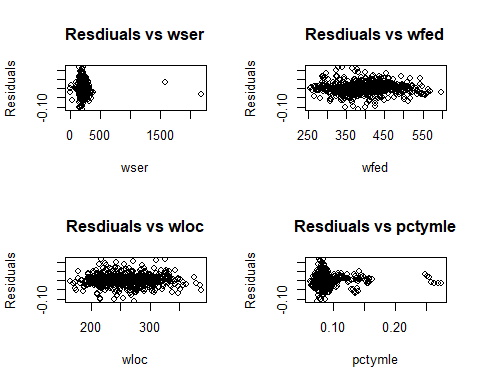 Resdiuals vs wser
Residuals
-0.10
0 500 1500
wser
Resdiuals vs wfed
Residuals
-0.10
250 350 450 550
wfed
Resdiuals vs wloc
Residuals
-0.10
200 300
wloc
Resdiuals vs pctymle
Residuals
-0.10
0.10 0.20
pctymle